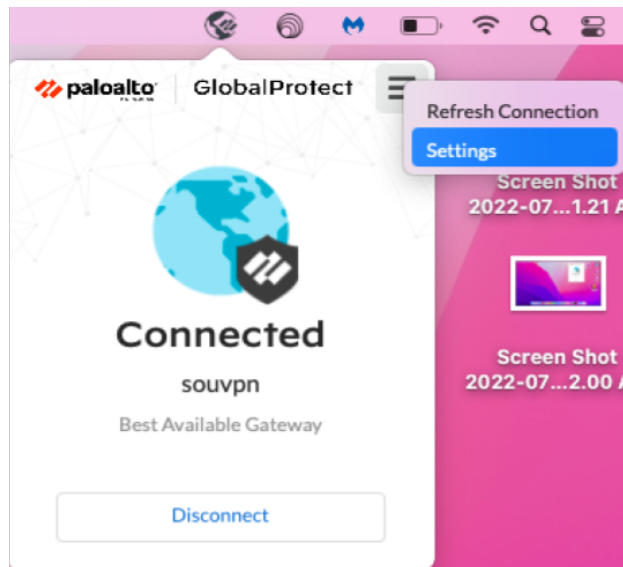 paloalto
GlobalProtect
Refresh Connection
Settings
Screen Shot
2022-07...1.21 A
Connected
souvpn
Best Available Gateway
Screen Shot
2022-07...2.00 A
Disconnect